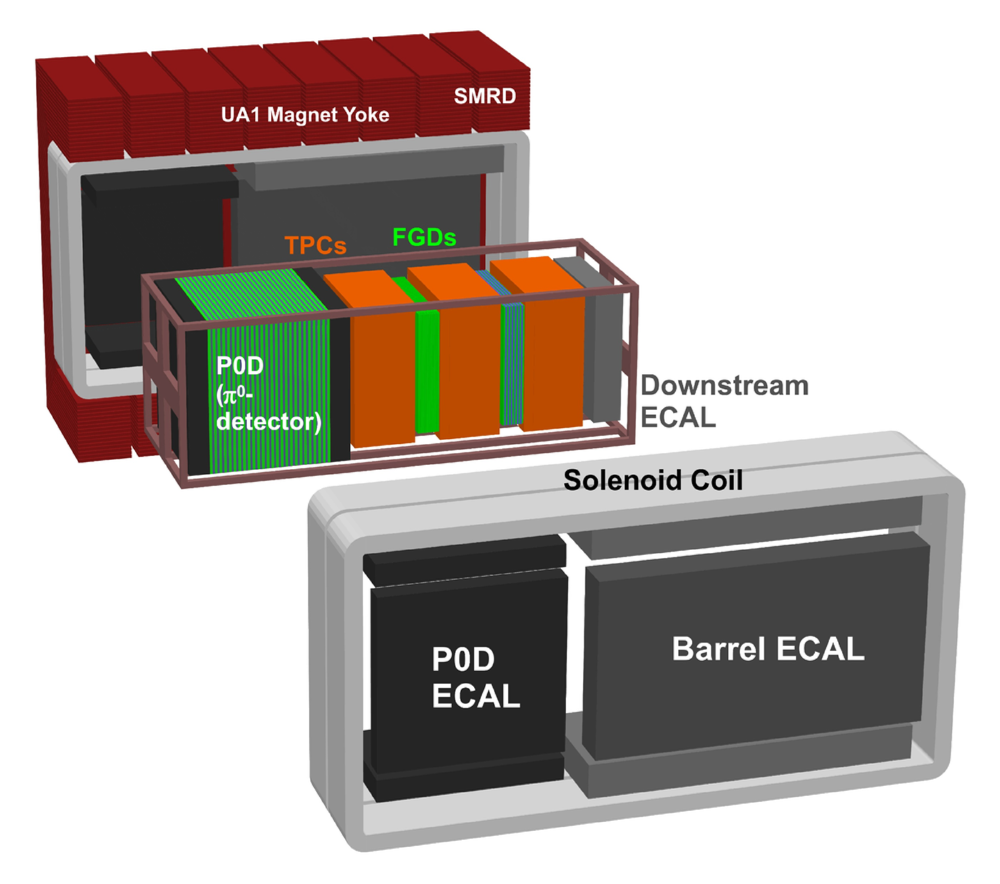 SMRD
UA1 Magnet Yoke
TPCs
FGDs
P0D
(π⁰-
detector)
Downstream
ECAL
Solenoid Coil
P0D
ECAL
Barrel ECAL